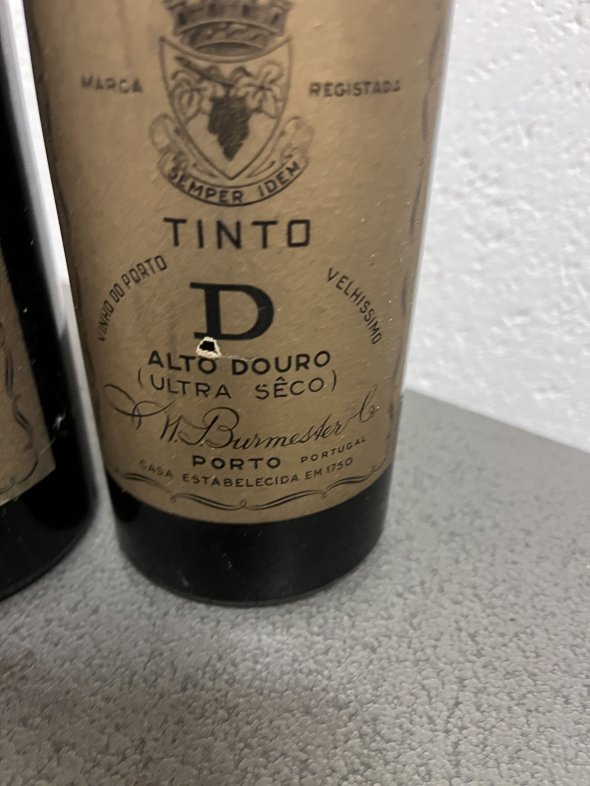 MARCA REGISTADA
SEMPER IDEM
TINTO
VINHO DO PORTO
VELHISSIMO
D
ALTO DOURO
(ULTRA SÊCO)
J. W. Burmester & Co
PORTO PORTUGAL
CASA ESTABELECIDA EM 1750